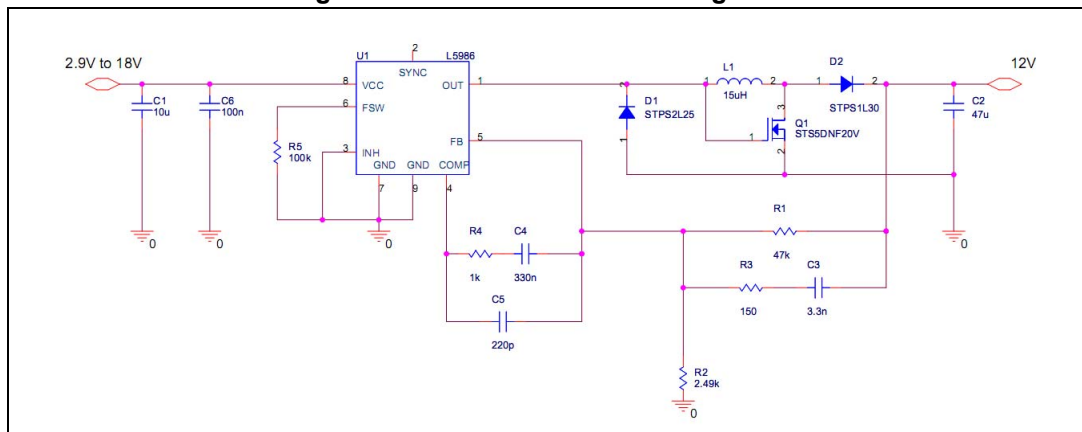 2.9V to 18V
C1
10u
0
C6
100n
0
R5
100k
U1
L5986
2
SYNC
8
VCC
OUT
1
6
FSW
FB
5
3
INH
GND
GND
COMP
7
9
4
0
R4
1k
C4
330n
C5
220p
2
D1
STPS2L25
1
L1
1
2
15uH
3
1
Q1
STS5DNF20V
2
D2
1
2
STPS1L30
12V
C2
47u
0
R1
47k
R3
150
C3
3.3n
R2
2.49k
0